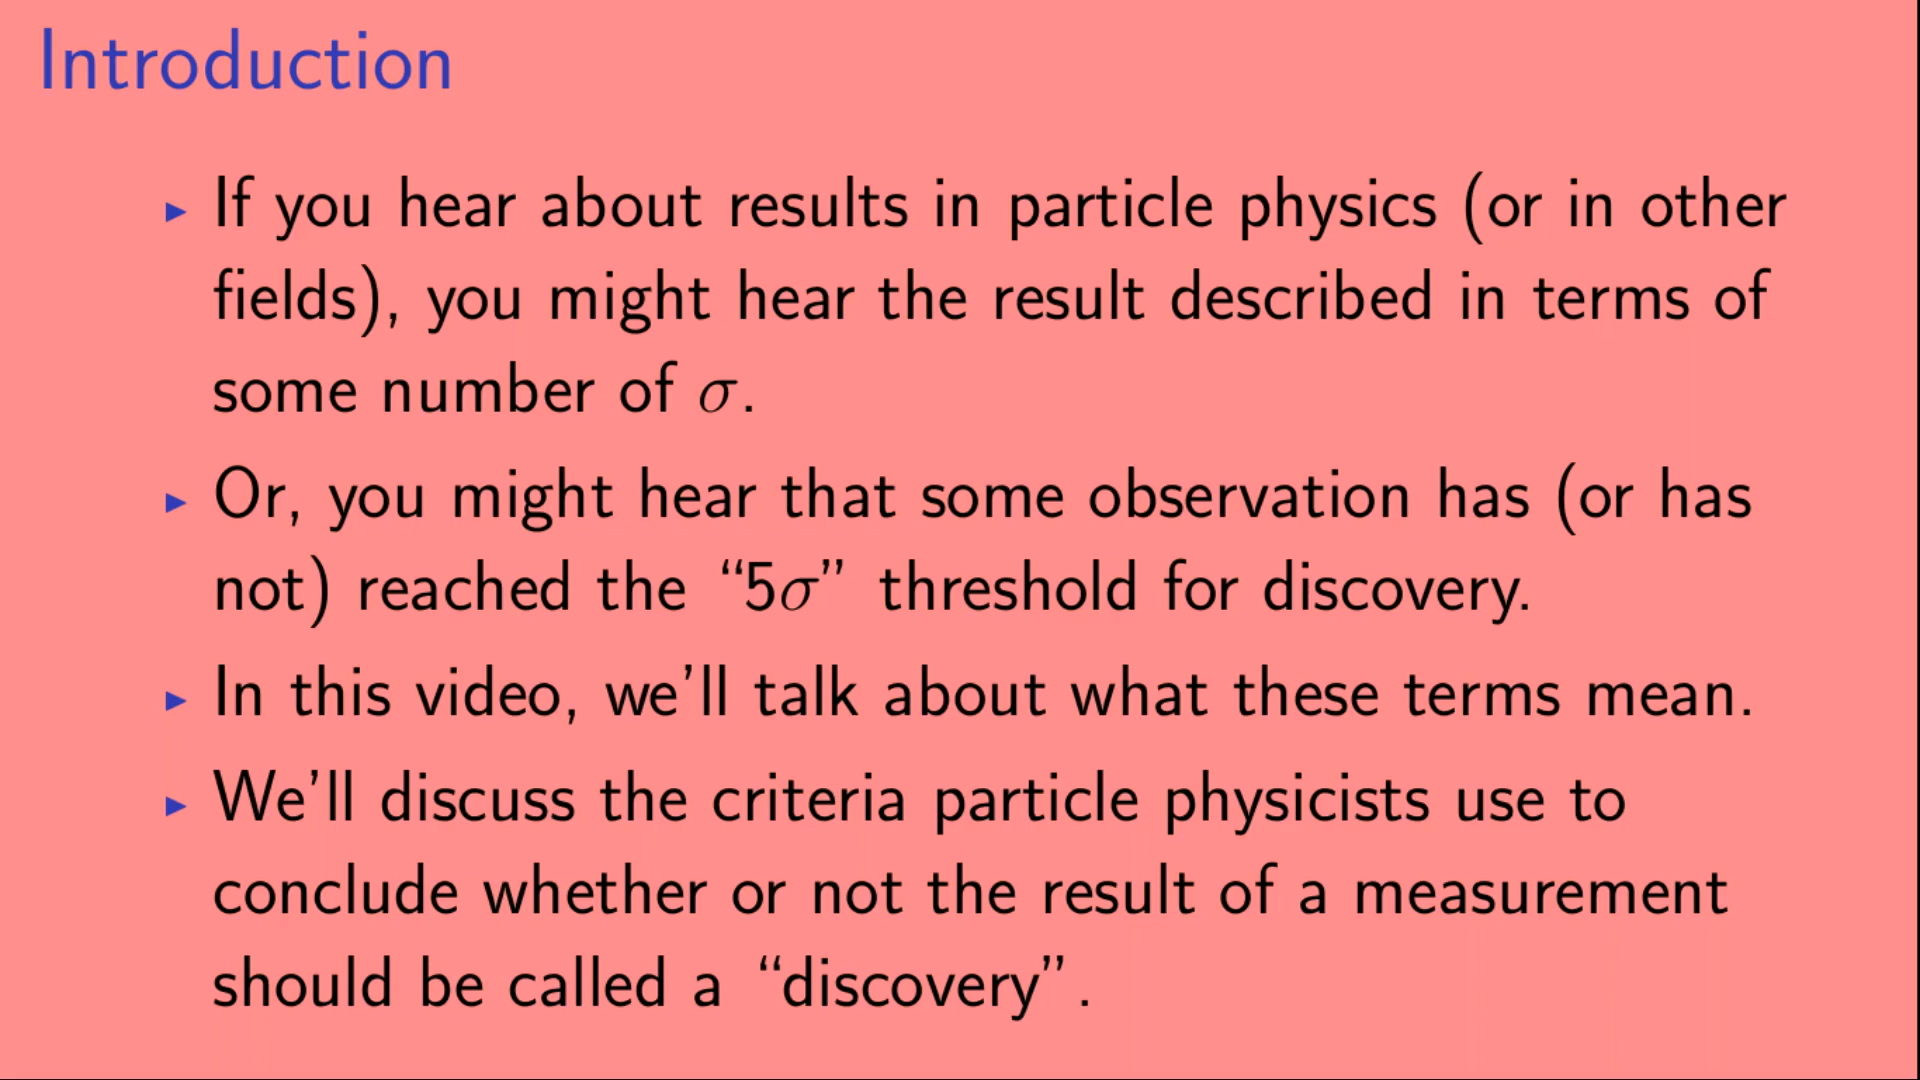 Introduction
▸ If you hear about results in particle physics (or in other
fields), you might hear the result described in terms of
some number of σ.
▸ Or, you might hear that some observation has (or has
not) reached the “5σ” threshold for discovery.
▸ In this video, we’ll talk about what these terms mean.
▸ We’ll discuss the criteria particle physicists use to
conclude whether or not the result of a measurement
should be called a “discovery”.